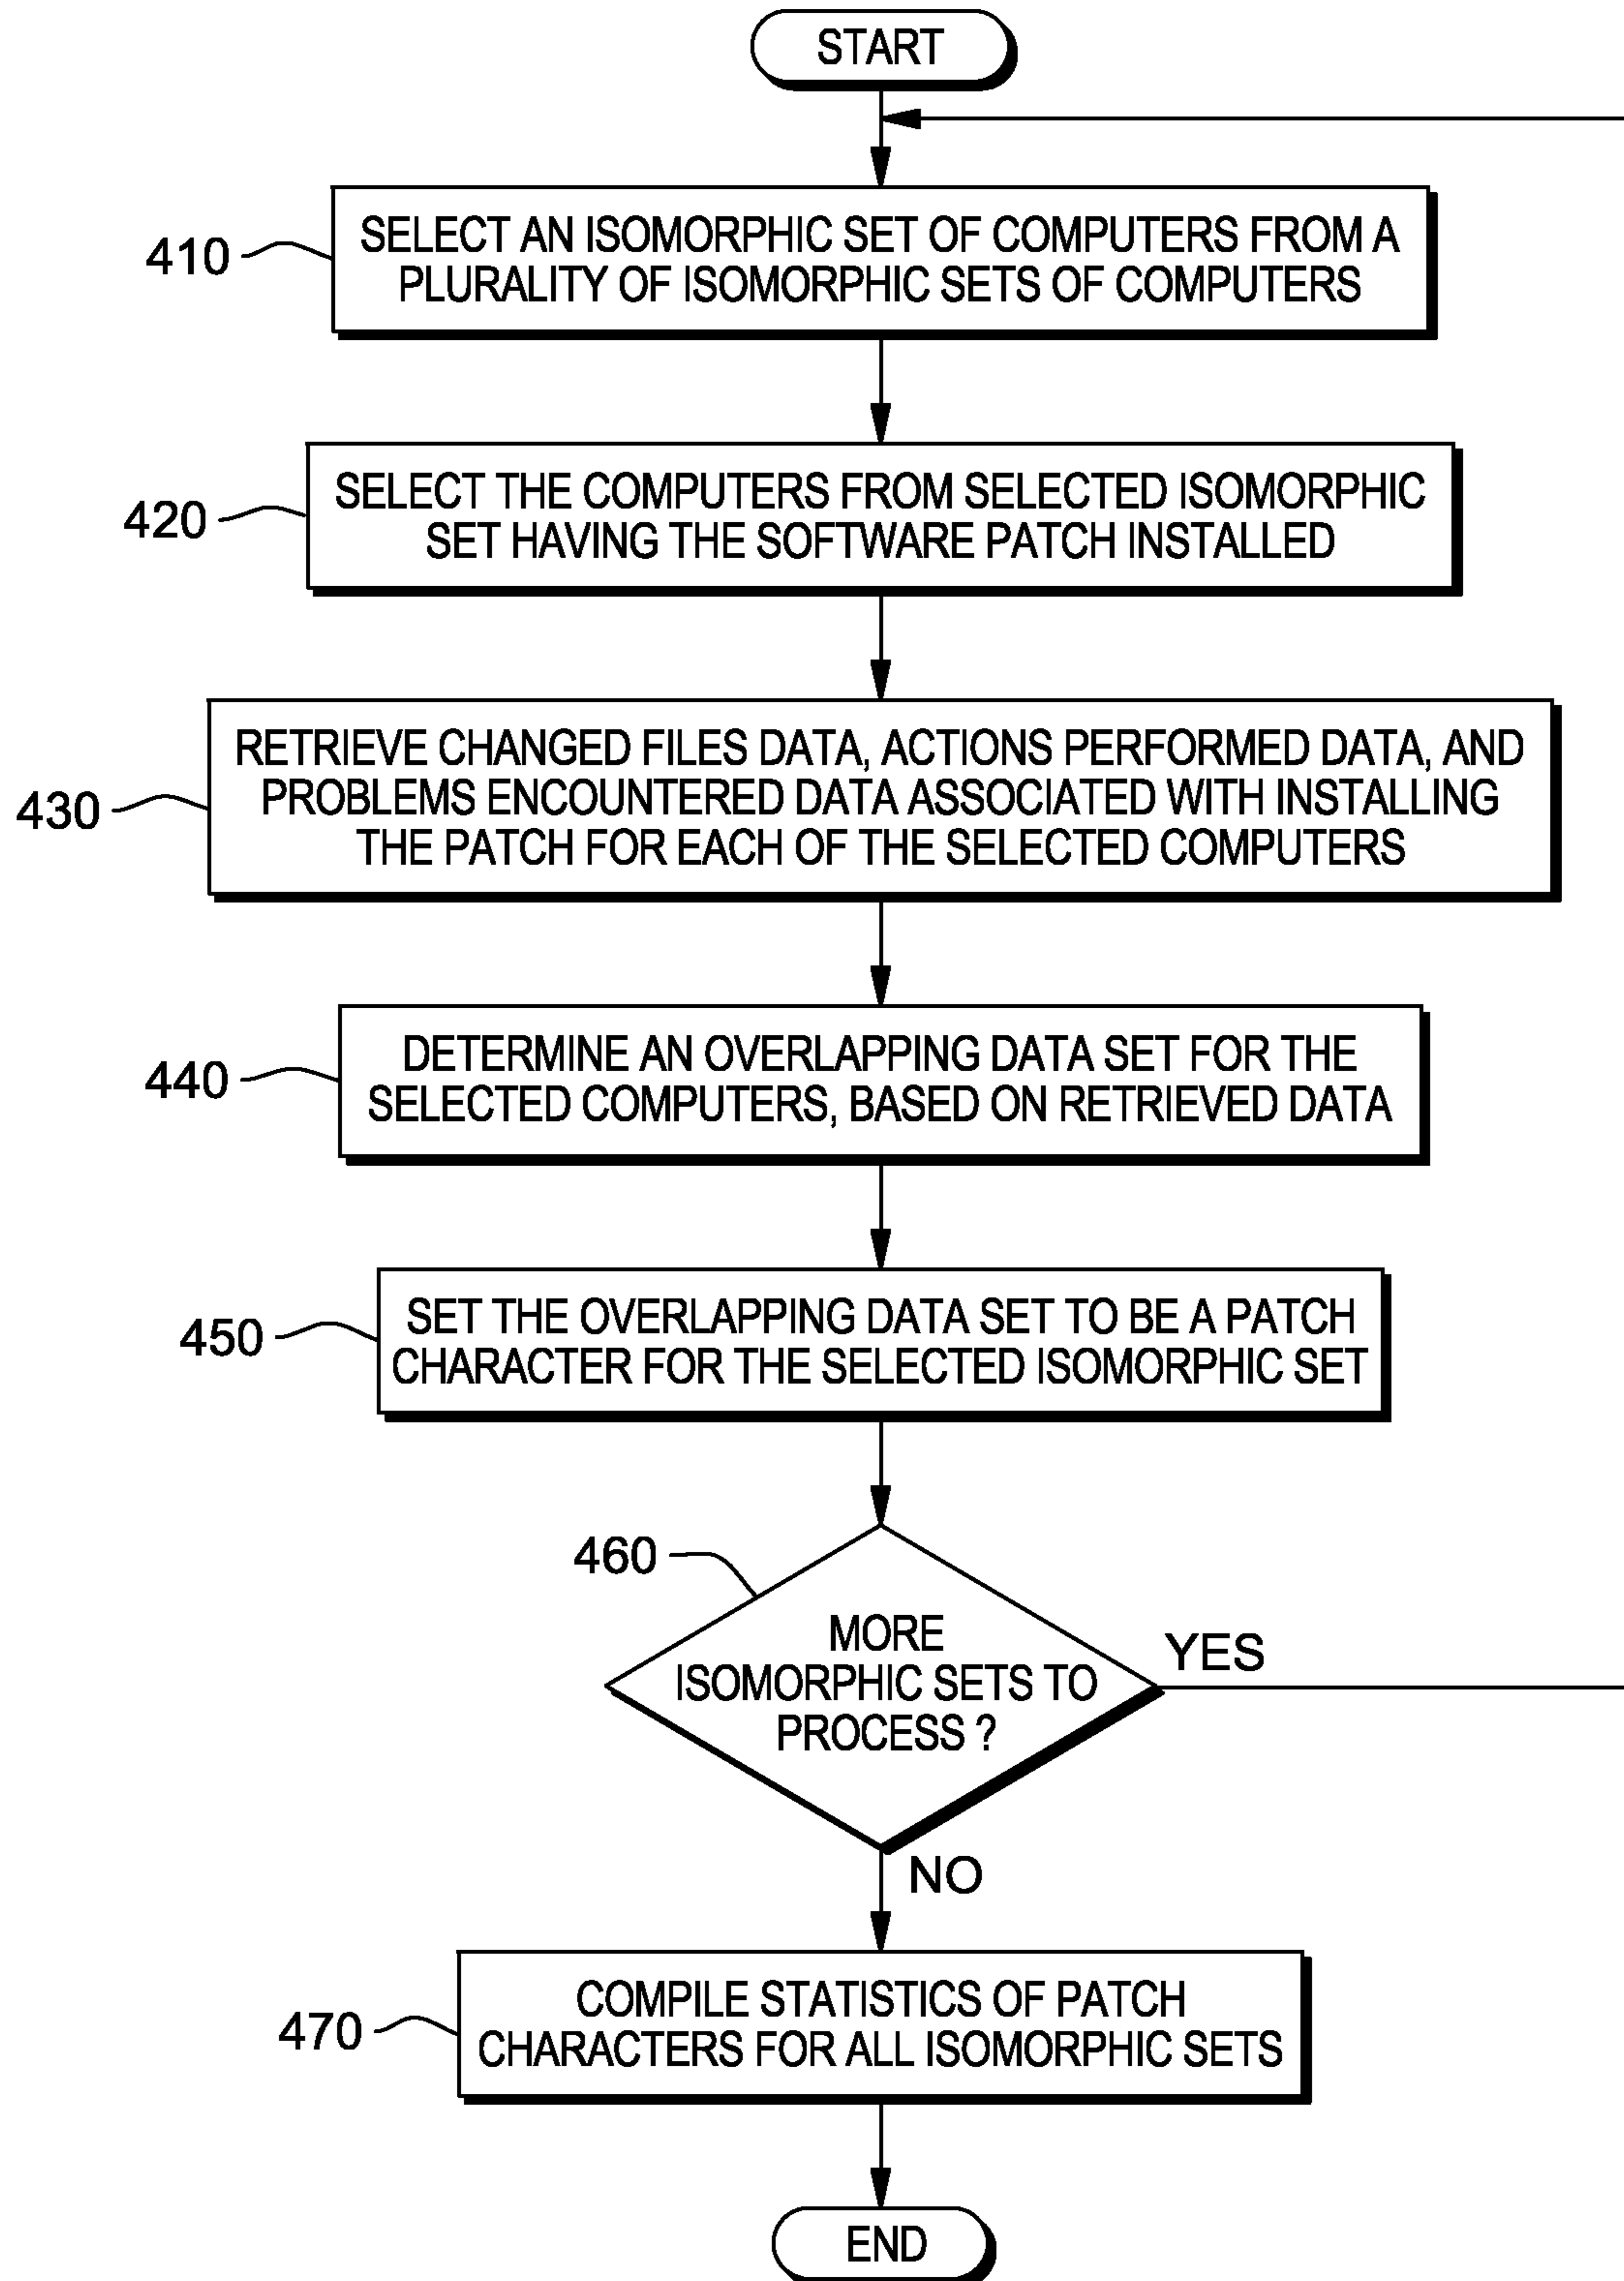 START
410
SELECT AN ISOMORPHIC SET OF COMPUTERS FROM A
PLURALITY OF ISOMORPHIC SETS OF COMPUTERS
420
SELECT THE COMPUTERS FROM SELECTED ISOMORPHIC
SET HAVING THE SOFTWARE PATCH INSTALLED
430
RETRIEVE CHANGED FILES DATA, ACTIONS PERFORMED DATA, AND
PROBLEMS ENCOUNTERED DATA ASSOCIATED WITH INSTALLING
THE PATCH FOR EACH OF THE SELECTED COMPUTERS
440
DETERMINE AN OVERLAPPING DATA SET FOR THE
SELECTED COMPUTERS, BASED ON RETRIEVED DATA
450
SET THE OVERLAPPING DATA SET TO BE A PATCH
CHARACTER FOR THE SELECTED ISOMORPHIC SET
460
MORE
ISOMORPHIC SETS TO
PROCESS ?
YES
NO
470
COMPILE STATISTICS OF PATCH
CHARACTERS FOR ALL ISOMORPHIC SETS
END